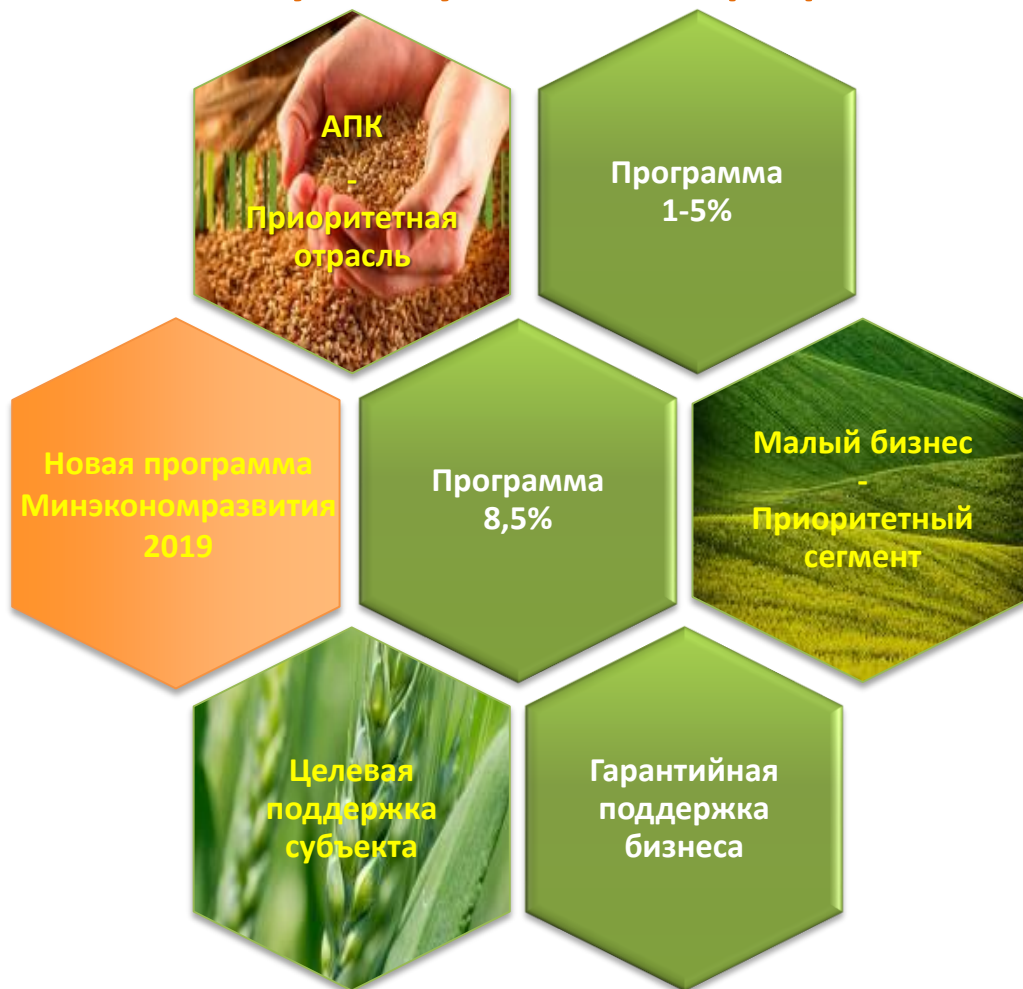 АПК
-
Приоритетная
отрасль
Программа
1-5%
Новая программа
Минэкономразвития
2019
Программа
8,5%
Малый бизнес
-
Приоритетный
сегмент
Целевая
поддержка
субъекта
Гарантийная
поддержка
бизнеса